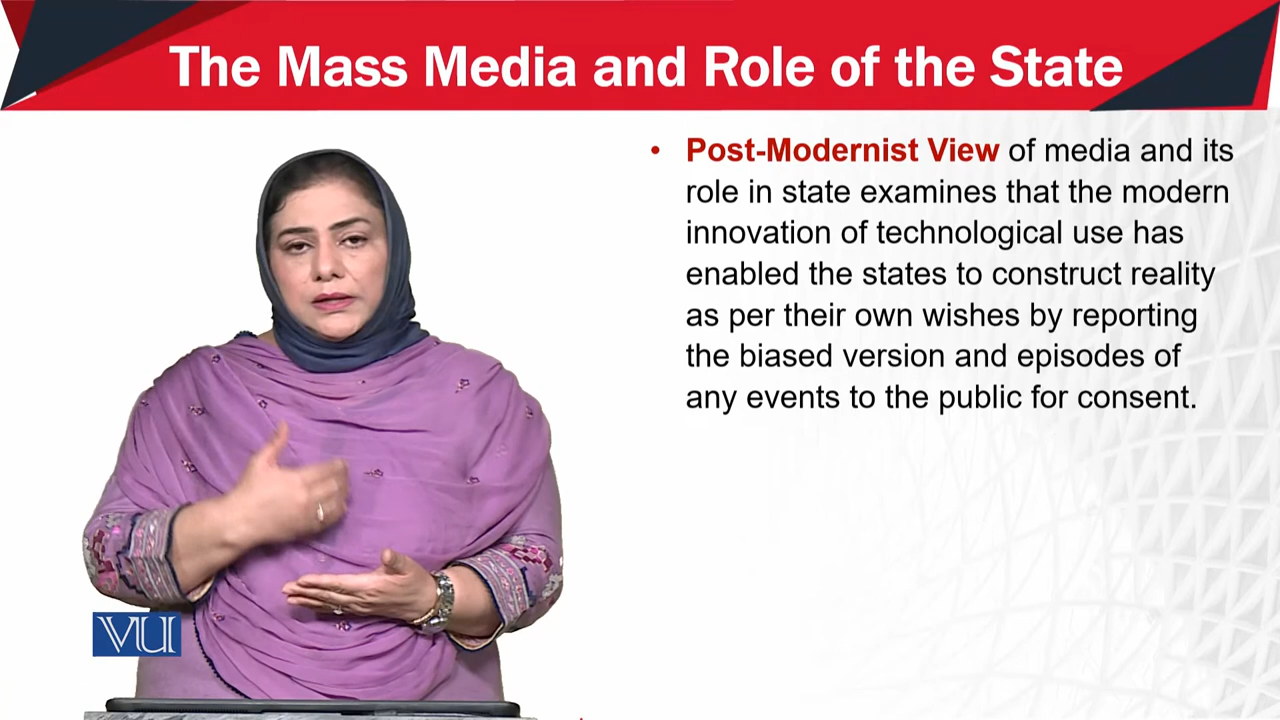 The Mass Media and Role of the State
• Post-Modernist View of media and its
role in state examines that the modern
innovation of technological use has
enabled the states to construct reality
as per their own wishes by reporting
the biased version and episodes of
any events to the public for consent.
VU